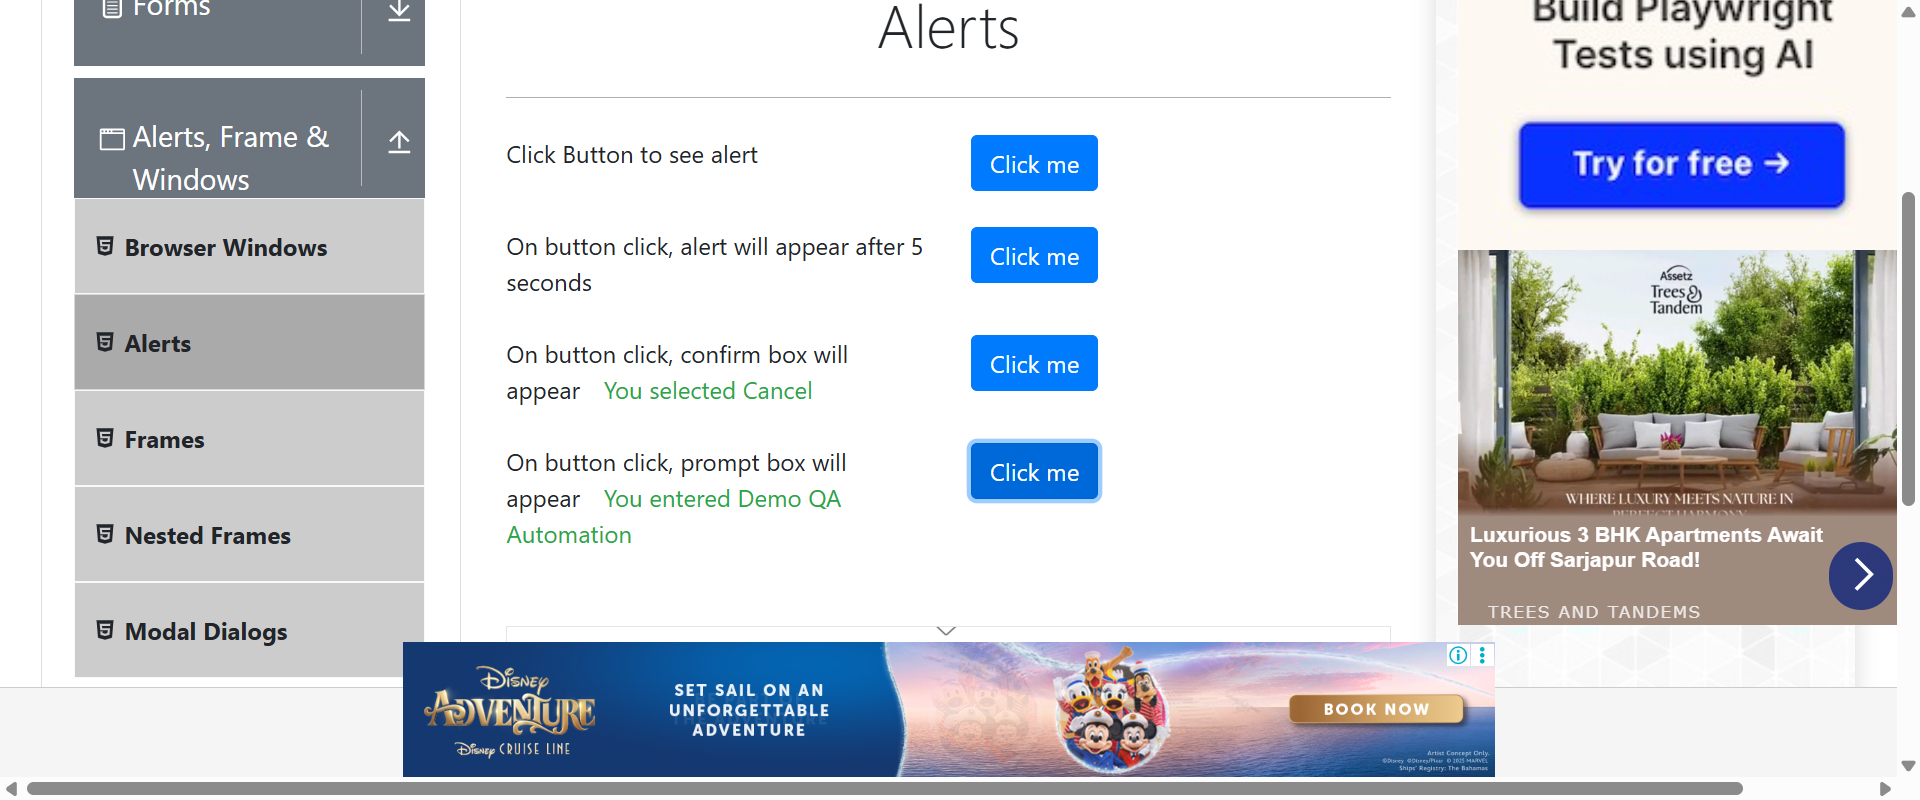 Forms
Alerts, Frame &
Windows
Browser Windows
Alerts
Frames
Nested Frames
Modal Dialogs
Alerts
Click Button to see alert
Click me
On button click, alert will appear after 5
seconds
Click me
On button click, confirm box will
appear You selected Cancel
Click me
On button click, prompt box will
appear You entered Demo QA
Automation
Click me
Build Playwright
Tests using AI
Try for free →
Assetz
Trees &
Tandem
WHERE LUXURY MEETS NATURE IN
PERFECT HARMONY
Luxurious 3 BHK Apartments Await
You Off Sarjapur Road!
TREES AND TANDEMS
Disney
ADVENTURE
Disney CRUISE LINE
SET SAIL ON AN
UNFORGETTABLE
ADVENTURE
BOOK NOW
Artist Concept Only.
©Disney ©Disney/Pixar © 2025 MARVEL
Ships' Registry: The Bahamas